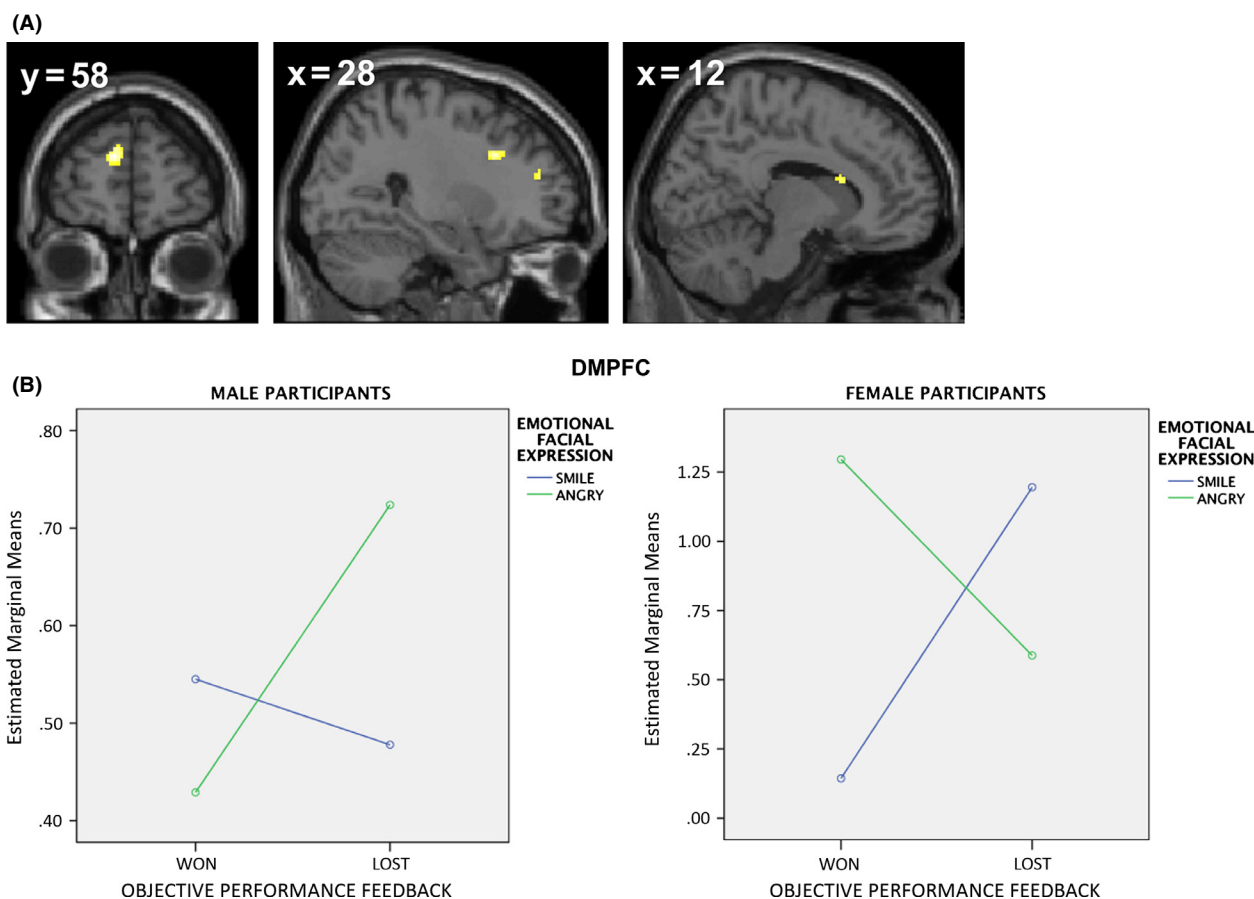 (A)
y = 58
x = 28
x = 12
DMPFC
(B)
MALE PARTICIPANTS
.80
.70
.60
.50
.40
Estimated Marginal Means
WON
LOST
OBJECTIVE PERFORMANCE FEEDBACK
EMOTIONAL
FACIAL
EXPRESSION
SMILE
ANGRY
FEMALE PARTICIPANTS
1.25
1.00
.75
.50
.25
.00
Estimated Marginal Means
WON
LOST
OBJECTIVE PERFORMANCE FEEDBACK
EMOTIONAL
FACIAL
EXPRESSION
SMILE
ANGRY